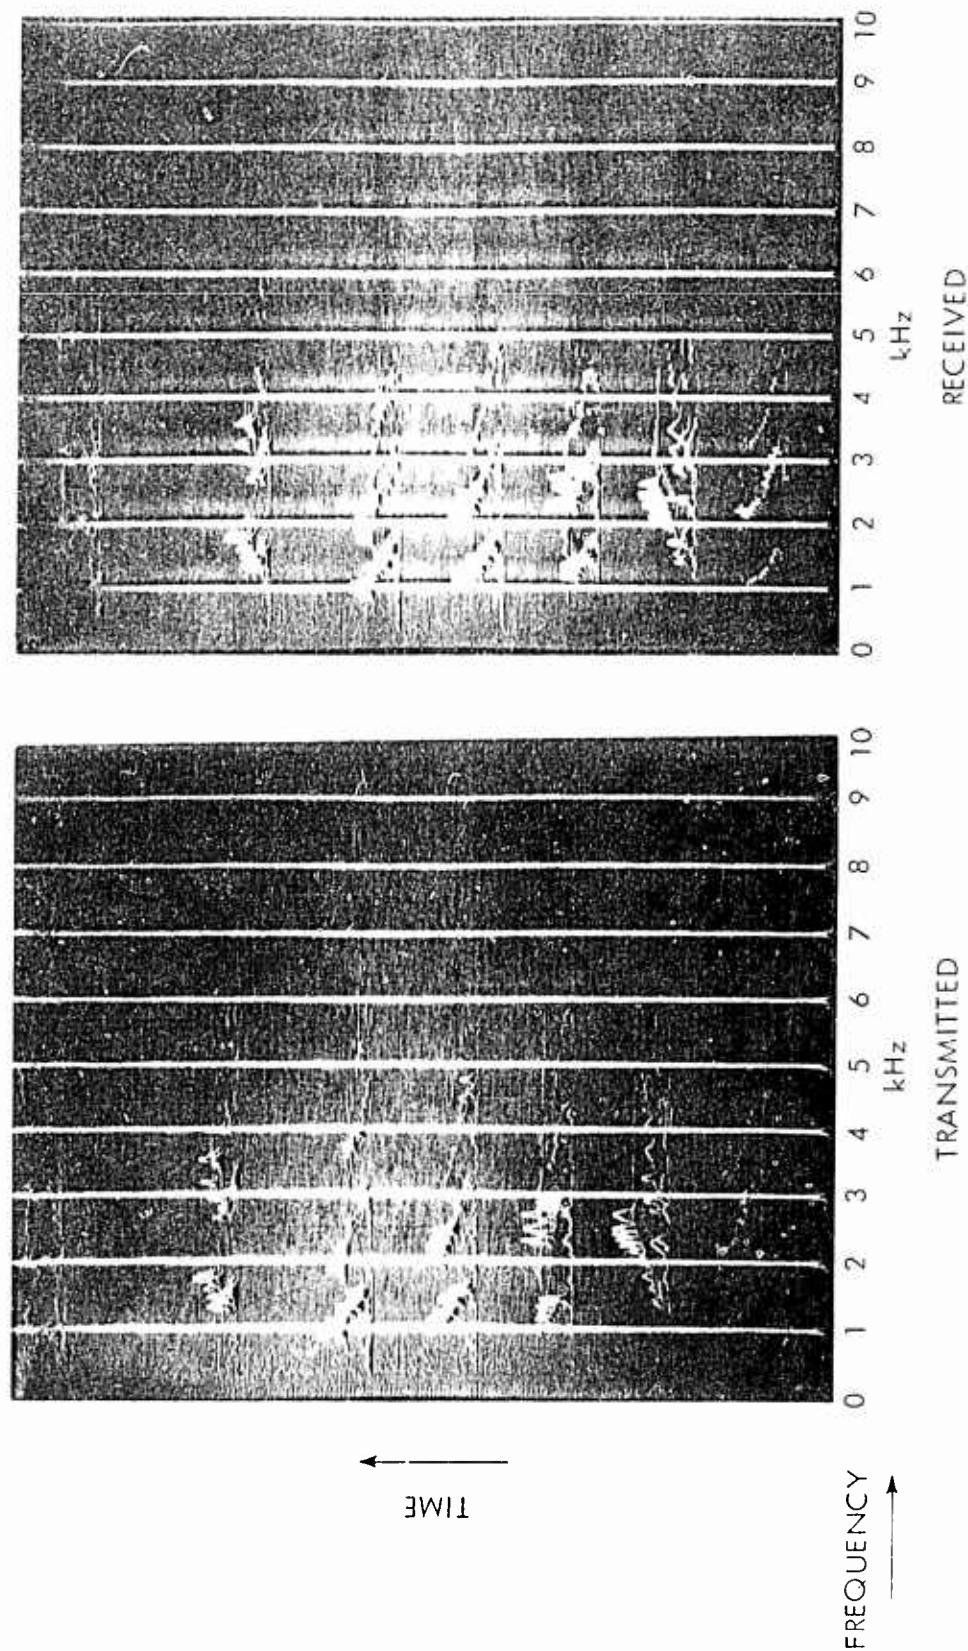 TIME
FREQUENCY
0 1 2 3 4 5 6 7 8 9 10
kHz
TRANSMITTED
0 1 2 3 4 5 6 7 8 9 10
kHz
RECEIVED